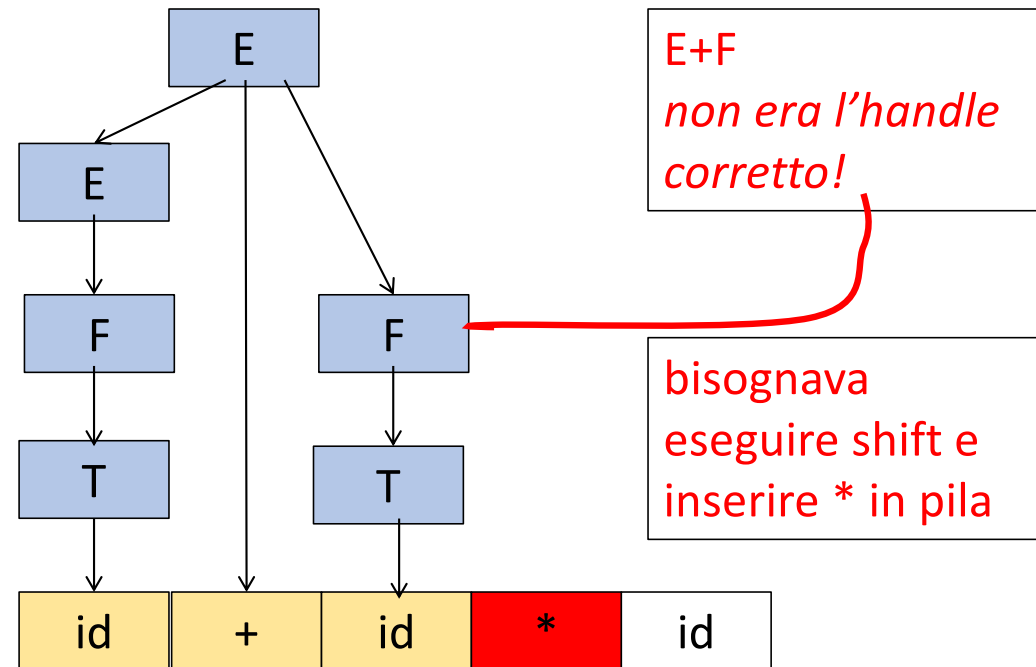 E
E+F
non era l’handle
corretto!
E
F
F
bisognava
eseguire shift e
inserire * in pila
T
T
id + id * id